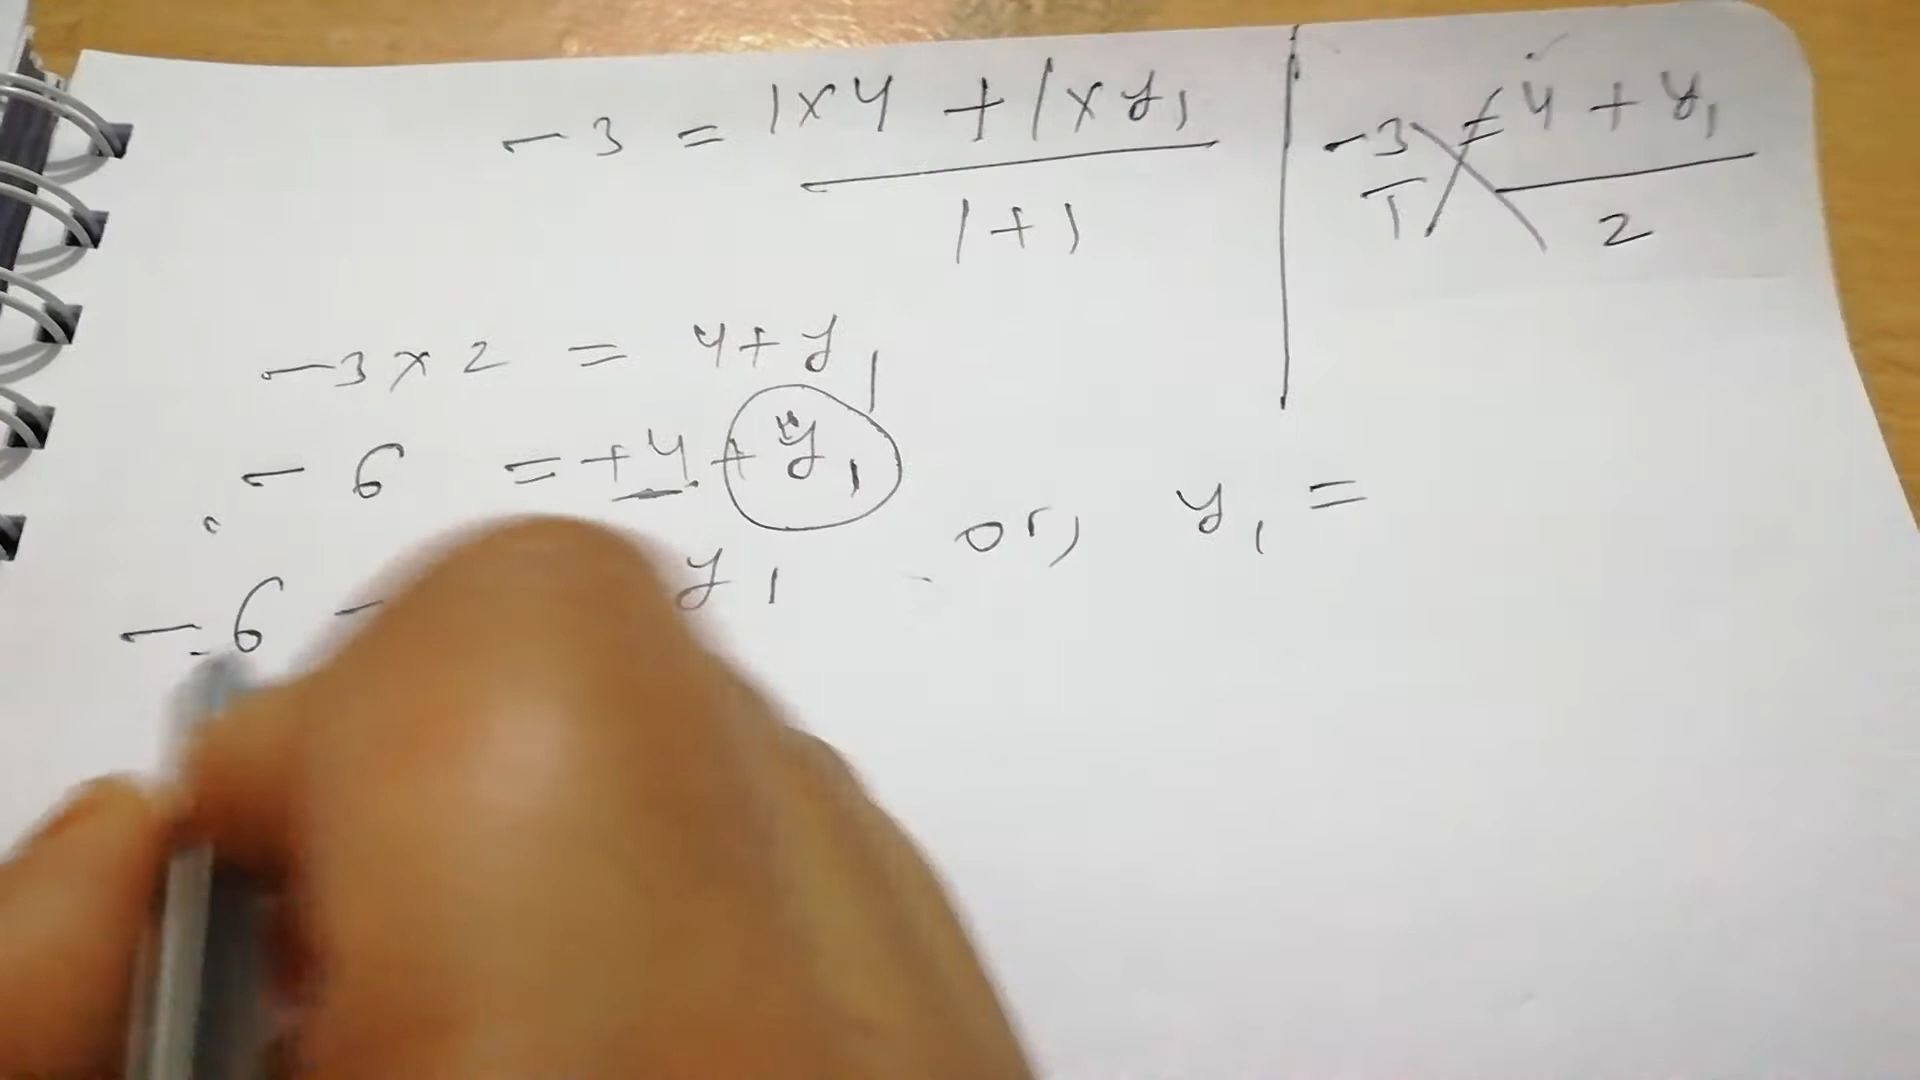 -3 = 1×4 + 1×y₁ / 1+1
-3/1 = 4 + y₁ / 2
-3×2 = 4+y₁
-6 = +4 + y₁
-6 - y₁ or, y₁ =